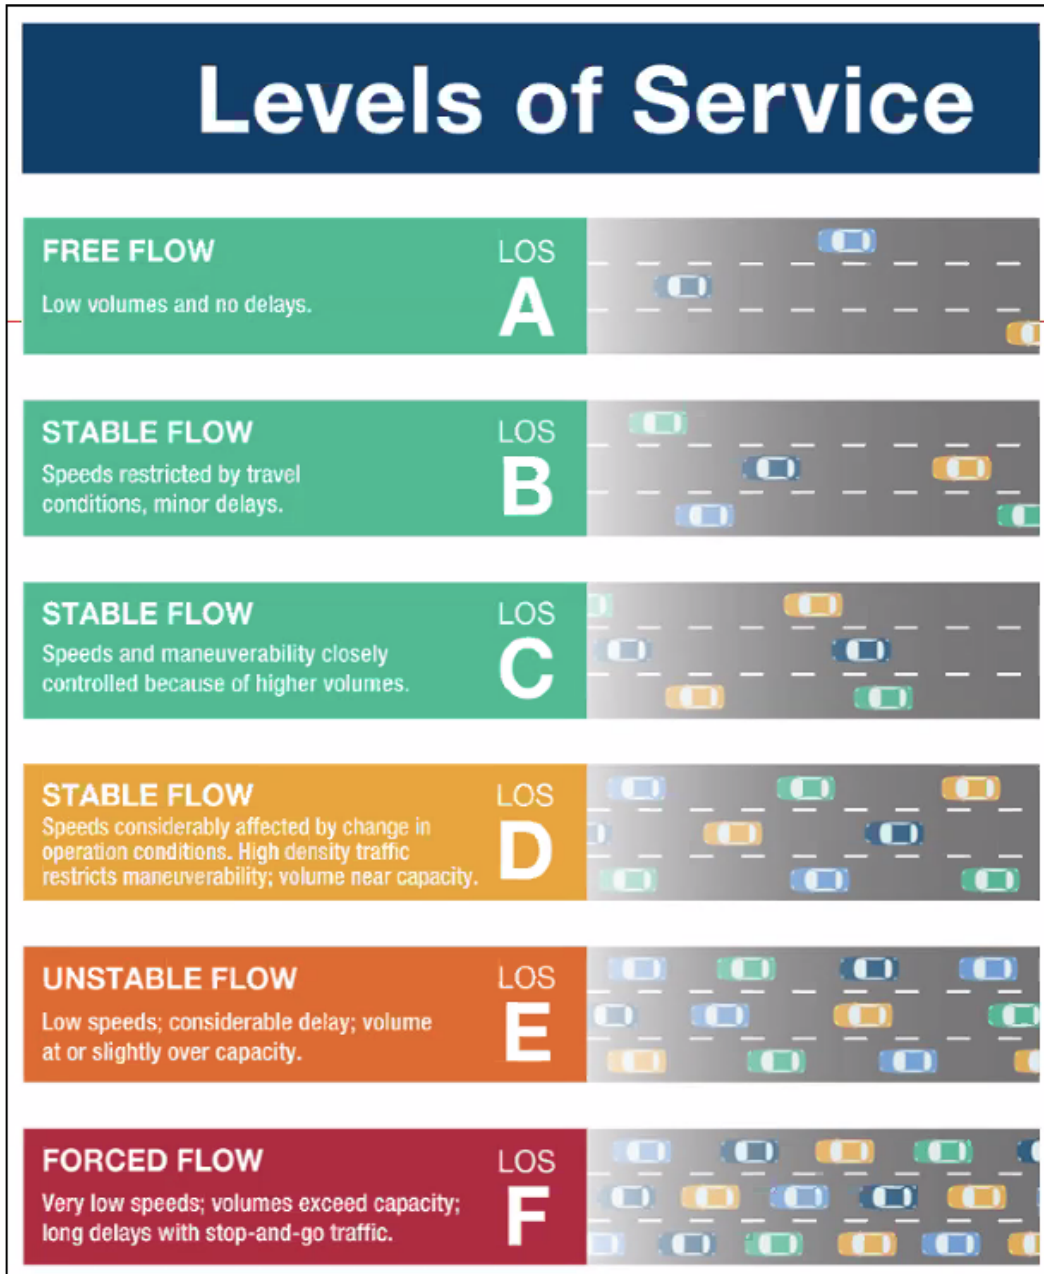 Levels of Service
FREE FLOW
LOS
A
Low volumes and no delays.
STABLE FLOW
LOS
B
Speeds restricted by travel
conditions, minor delays.
STABLE FLOW
LOS
C
Speeds and maneuverability closely
controlled because of higher volumes.
STABLE FLOW
LOS
D
Speeds considerably affected by change in
operation conditions. High density traffic
restricts maneuverability; volume near capacity.
UNSTABLE FLOW
LOS
E
Low speeds; considerable delay; volume
at or slightly over capacity.
FORCED FLOW
LOS
F
Very low speeds; volumes exceed capacity;
long delays with stop-and-go traffic.